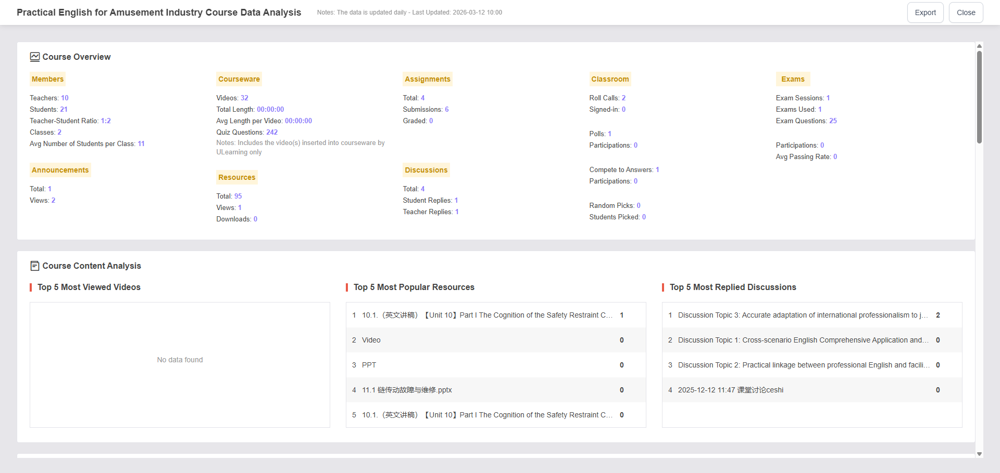 Practical English for Amusement Industry Course Data Analysis
Notes: The data is updated daily - Last Updated: 2026-03-12 10:00
Export
Close
Course Overview
Members
Teachers: 10
Students: 21
Teacher-Student Ratio: 1:2
Classes: 2
Avg Number of Students per Class: 11
Announcements
Total: 1
Views: 2
Courseware
Videos: 32
Total Length: 00:00:00
Avg Length per Video: 00:00:00
Quiz Questions: 242
Notes: Includes the video(s) inserted into courseware by
ULearning only
Resources
Total: 95
Views: 1
Downloads: 0
Assignments
Total: 4
Submissions: 6
Graded: 0
Discussions
Total: 4
Student Replies: 1
Teacher Replies: 1
Classroom
Roll Calls: 2
Signed-in: 0
Polls: 1
Participations: 0
Compete to Answers: 1
Participations: 0
Random Picks: 0
Students Picked: 0
Exams
Exam Sessions: 1
Exams Used: 1
Exam Questions: 25
Participations: 0
Avg Passing Rate: 0
Course Content Analysis
Top 5 Most Viewed Videos
No data found
Top 5 Most Popular Resources
1 10.1.（英文讲稿）【Unit 10】Part I The Cognition of the Safety Restraint C... 1
2 Video 0
3 PPT 0
4 11.1 链传动故障与维修.pptx 0
5 10.1.（英文讲稿）【Unit 10】Part I The Cognition of the Safety Restraint C... 0
Top 5 Most Replied Discussions
1 Discussion Topic 3: Accurate adaptation of international professionalism to j... 2
2 Discussion Topic 1: Cross-scenario English Comprehensive Application and... 0
3 Discussion Topic 2: Practical linkage between professional English and facili... 0
4 2025-12-12 11:47 课堂讨论ceshi 0